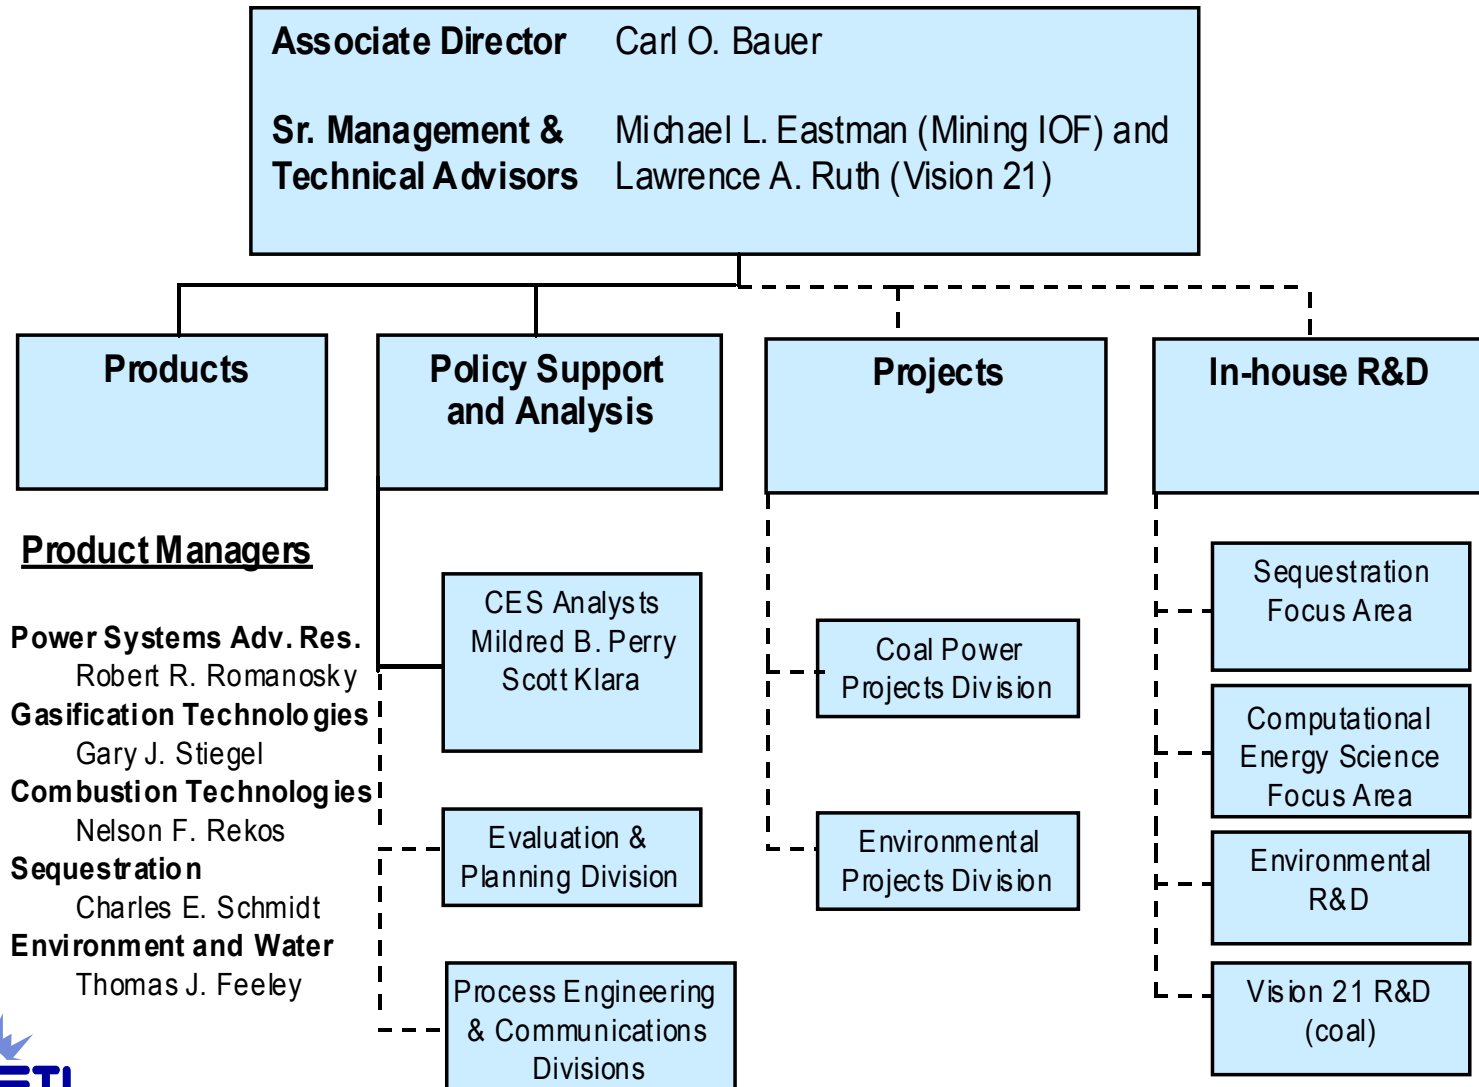 Associate Director Carl O. Bauer
Sr. Management & Michael L. Eastman (Mining IOF) and
Technical Advisors Lawrence A. Ruth (Vision 21)
Products
Policy Support
and Analysis
Projects
In-house R&D
Product Managers
Power Systems Adv. Res.
Robert R. Romanosky
Gasification Technologies
Gary J. Stiegel
Combustion Technologies
Nelson F. Rekos
Sequestration
Charles E. Schmidt
Environment and Water
Thomas J. Feeley
CES Analysts
Mildred B. Perry
Scott Klara
Evaluation &
Planning Division
Process Engineering
& Communications
Divisions
Coal Power
Projects Division
Environmental
Projects Division
Sequestration
Focus Area
Computational
Energy Science
Focus Area
Environmental
R&D
Vision 21 R&D
(coal)